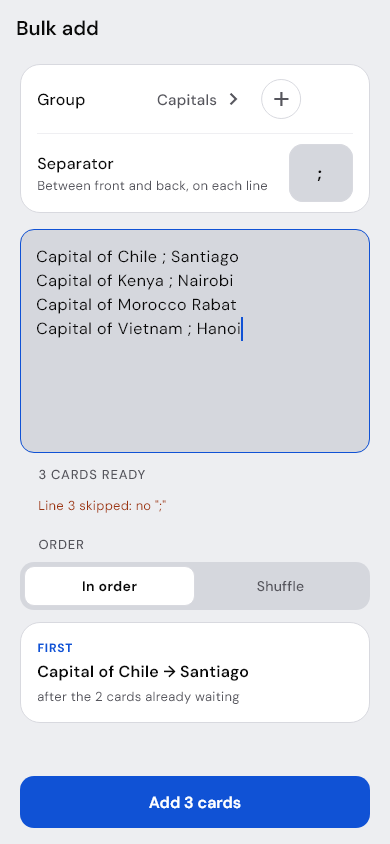 Bulk add
Group Capitals
Separator
Between front and back, on each line
;
Capital of Chile ; Santiago
Capital of Kenya ; Nairobi
Capital of Morocco Rabat
Capital of Vietnam ; Hanoi
3 CARDS READY
Line 3 skipped: no ";"
ORDER
In order Shuffle
FIRST
Capital of Chile → Santiago
after the 2 cards already waiting
Add 3 cards